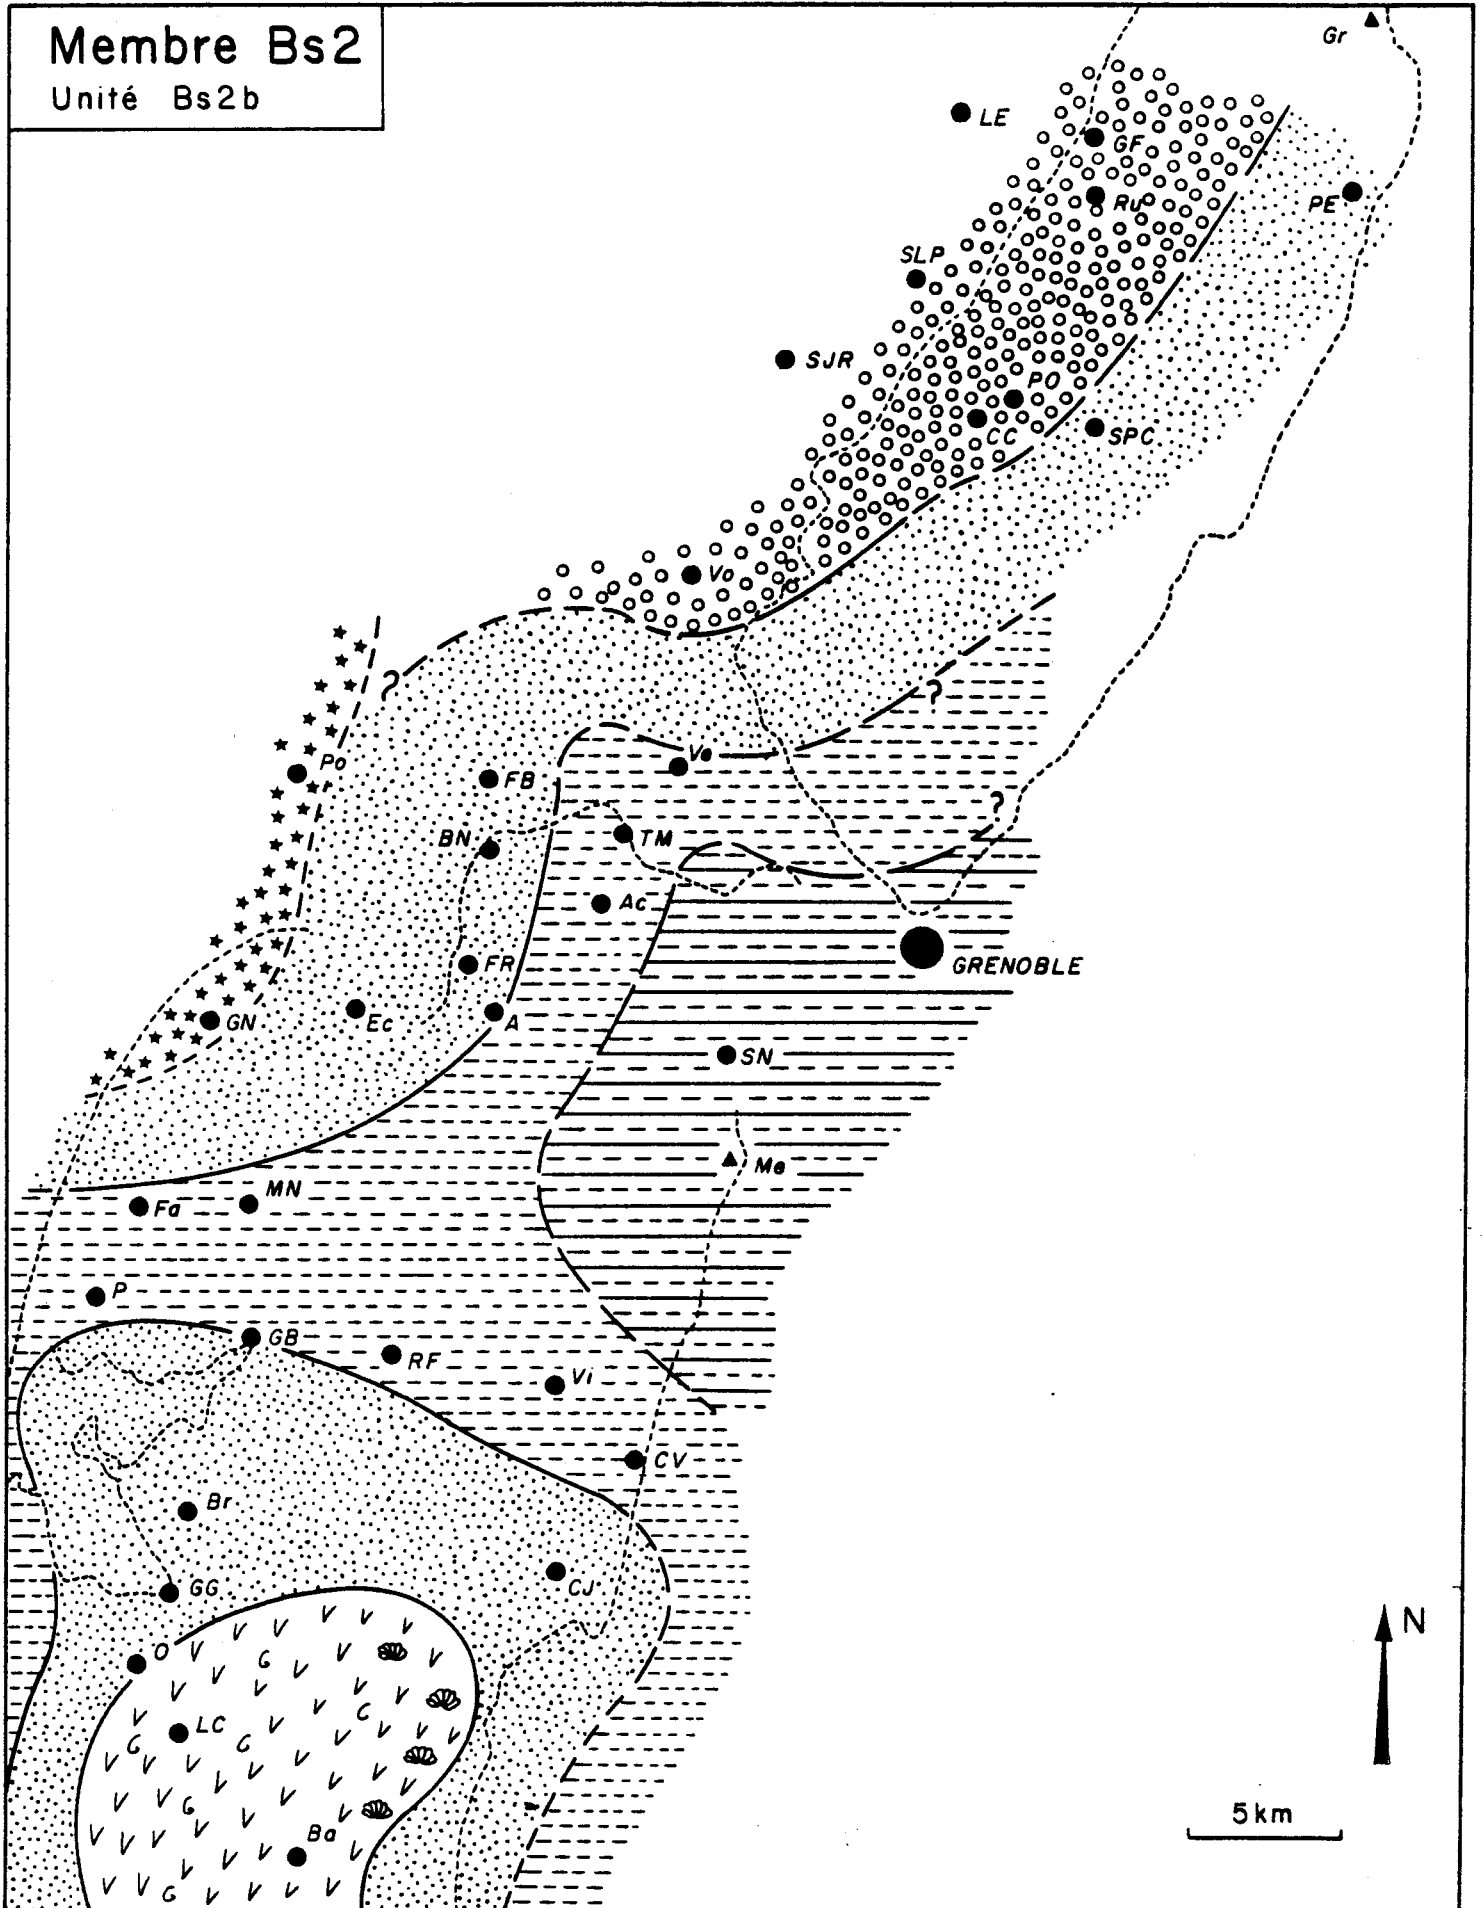 Membre Bs2
Unité Bs2b
Gr
LE
GF
Ru
PE
SLP
SJR
PO
CC
SPC
Vo
?
?
Po
FB
Ve
?
BN
TM
Ac
FR
GRENOBLE
GN
Ec
A
SN
Me
MN
Fa
P
GB
RF
Vi
CV
Br
GG
CJ
O
N
LC
5km
Ba